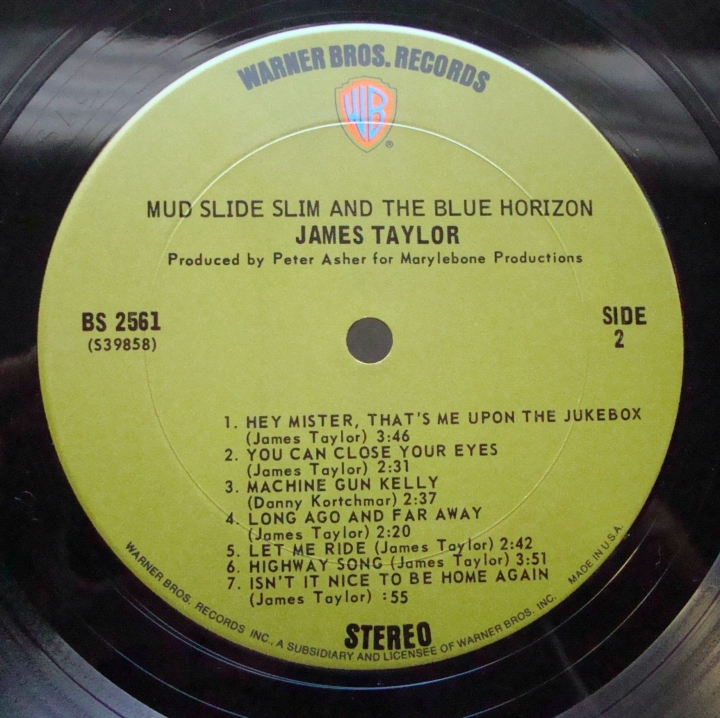 WARNER BROS. RECORDS
WB
®
MUD SLIDE SLIM AND THE BLUE HORIZON
JAMES TAYLOR
Produced by Peter Asher for Marylebone Productions
BS 2561
(S39858)
SIDE
2
1. HEY MISTER, THAT'S ME UPON THE JUKEBOX
(James Taylor) 3:46
2. YOU CAN CLOSE YOUR EYES
(James Taylor) 2:31
3. MACHINE GUN KELLY
(Danny Kortchmar) 2:37
4. LONG AGO AND FAR AWAY
(James Taylor) 2:20
5. LET ME RIDE (James Taylor) 2:42
6. HIGHWAY SONG (James Taylor) 3:51
7. ISN'T IT NICE TO BE HOME AGAIN
(James Taylor) :55
STEREO
WARNER BROS. RECORDS INC., A SUBSIDIARY AND LICENSEE OF WARNER BROS. INC. MADE IN U.S.A.